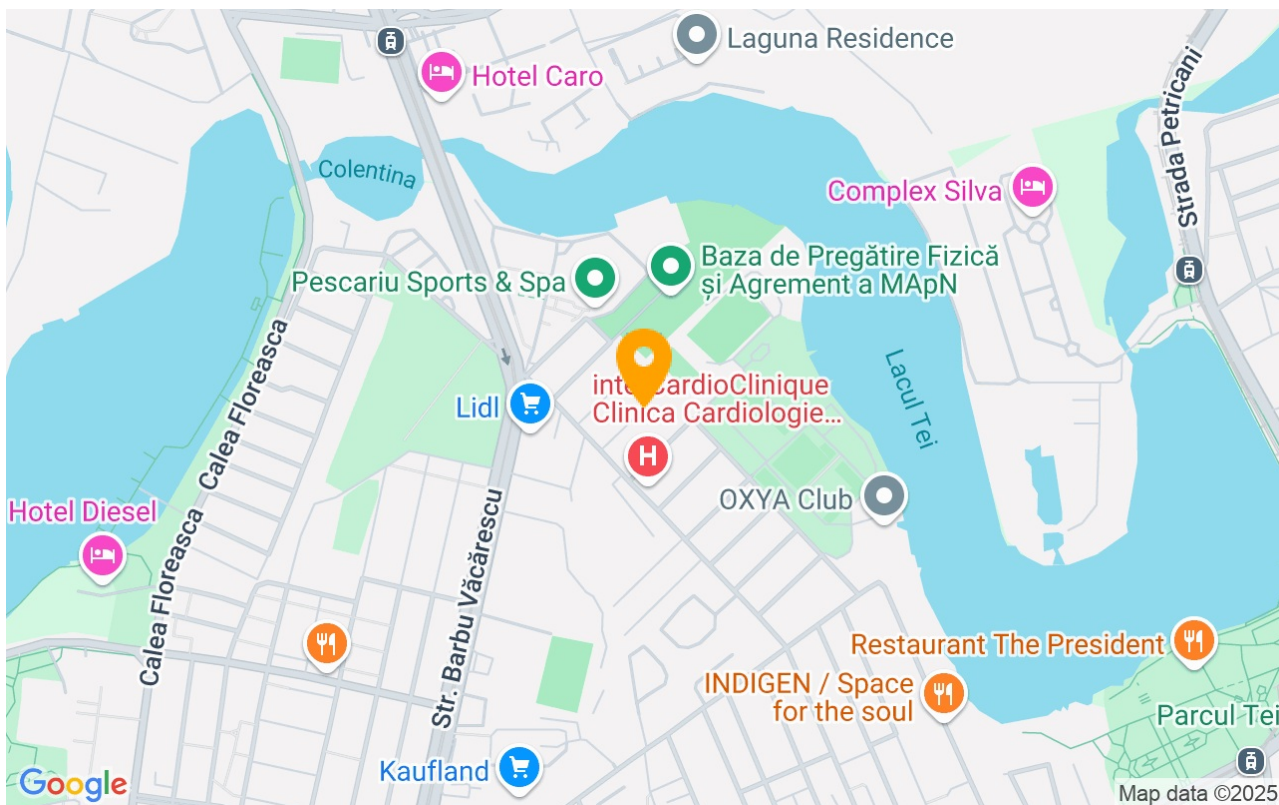 Laguna Residence
Hotel Caro
Strada Petricani
Colentina
Complex Silva
Baza de Pregătire Fizică
și Agrement a MApN
Pescariu Sports & Spa
Calea Floreasca
Lacul Tei
Lidl
CardioClinique
Clinica Cardiologie...
H
OXYA Club
Hotel Diesel
Calea Floreasca
Str. Barbu Văcărescu
Restaurant The President
INDIGEN / Space
for the soul
Parcul Tei
Kaufland
Google
Map data ©2025